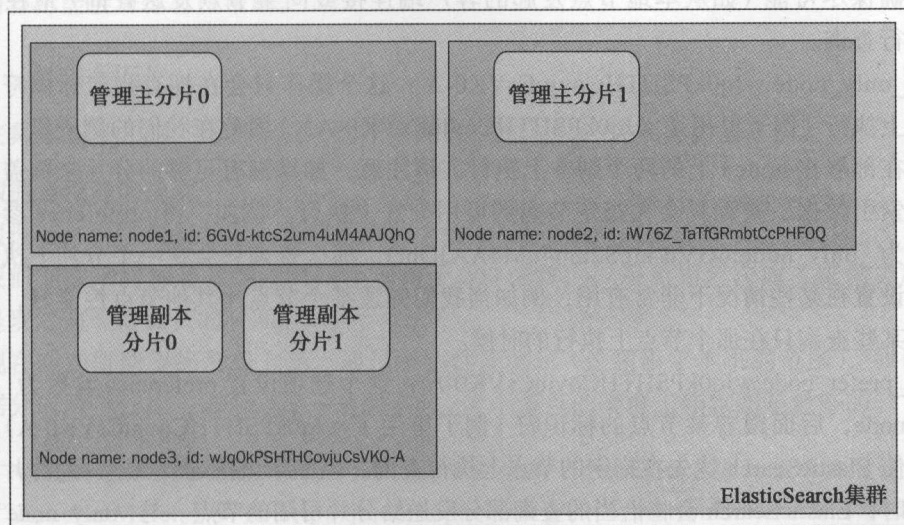 管理主分片0
Node name: node1, id: 6GVd-ktcS2um4uM4AAJQhQ
管理主分片1
Node name: node2, id: iW76Z_TaTfGRmbtCcPHF0Q
管理副本
分片0
管理副本
分片1
Node name: node3, id: wJq0kPSHTHCovjuCsVK0-A
ElasticSearch集群